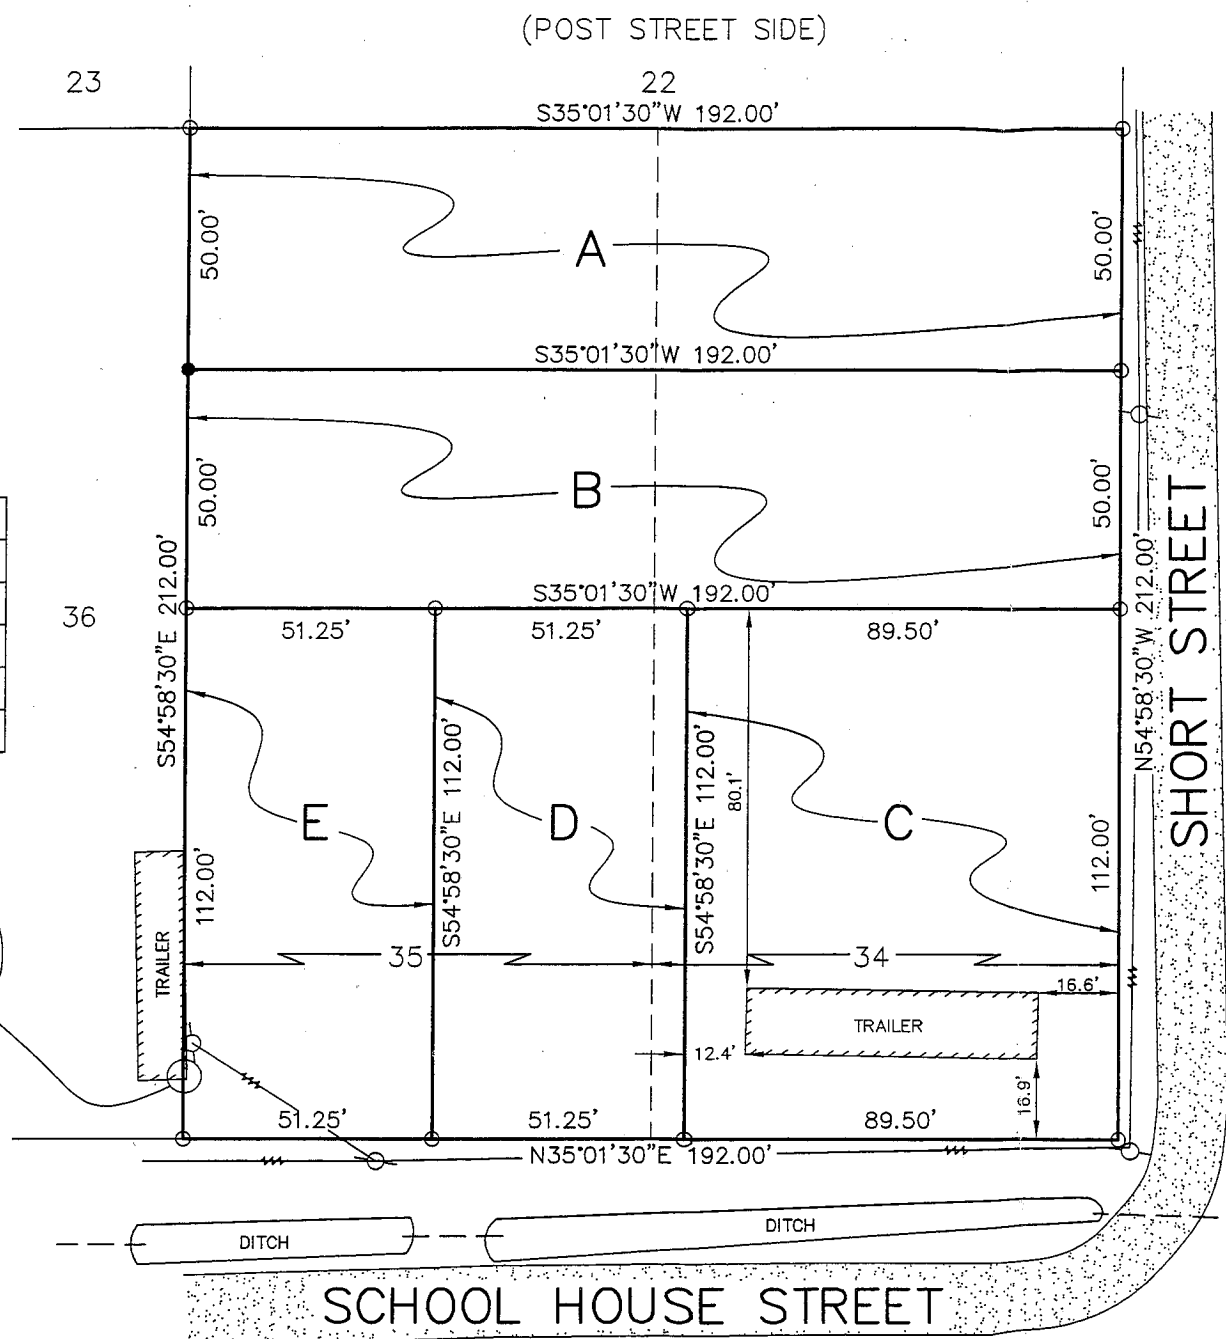 (POST STREET SIDE)
23
22
S35°01'30"W 192.00'
50.00'
50.00'
A
S35°01'30"W 192.00'
50.00'
50.00'
B
SHORT STREET
S54°58'30"E 212.00'
N54°58'30"W 212.00'
36
S35°01'30"W 192.00'
51.25'
51.25'
89.50'
S54°58'30"E 112.00'
S54°58'30"E 112.00'
80.1'
E
D
C
112.00'
112.00'
TRAILER
35
34
16.6'
TRAILER
12.4'
16.9'
51.25'
51.25'
89.50'
N35°01'30"E 192.00'
DITCH
DITCH
SCHOOL HOUSE STREET